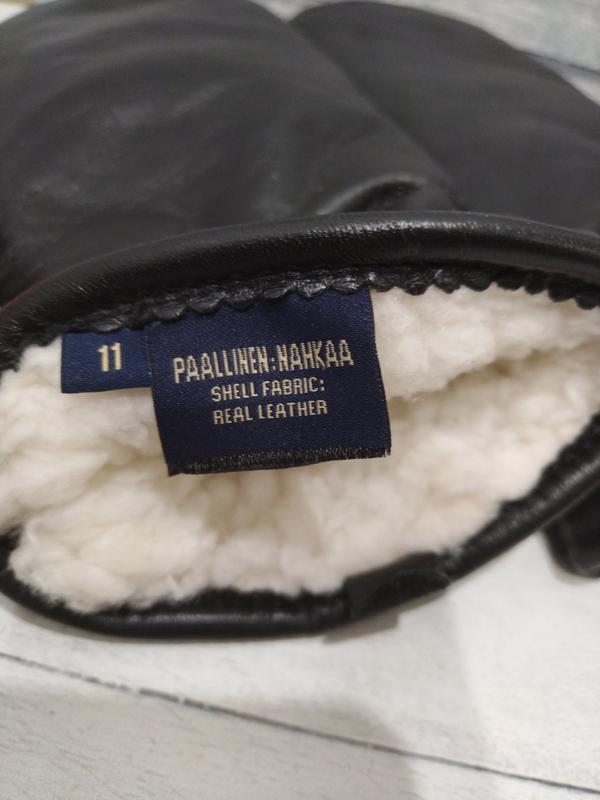 11
PAALLINEN:NAHKAA
SHELL FABRIC:
REAL LEATHER